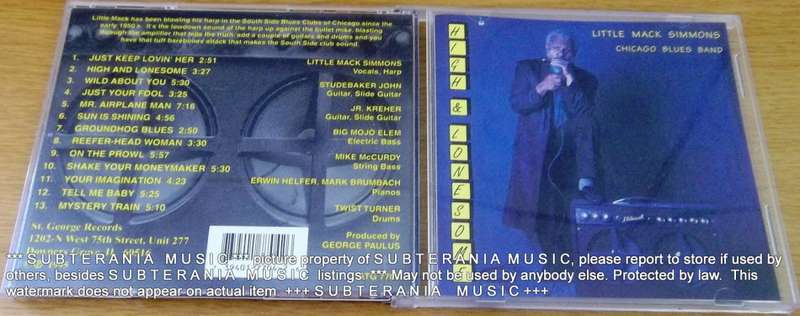 Little Mack has been blowing his harp in the South Side Blues Clubs of Chicago since the
early 1950's. It's the lowdown sound of the harp up against the bullet mike, blasting
through the amplifier that tells the truth, add a couple of guitars and drums and you
have that tuff barebones attack that makes the South Side club sound.
1. JUST KEEP LOVIN' HER 2:51
2. HIGH AND LONESOME 3:27
3. WILD ABOUT YOU 5:30
4. JUST YOUR FOOL 3:25
5. MR. AIRPLANE MAN 7:16
6. SUN IS SHINING 4:56
7. GROUNDHOG BLUES 2:50
8. REEFER-HEAD WOMAN 3:30
9. ON THE PROWL 5:57
10. SHAKE YOUR MONEYMAKER 5:30
11. YOUR IMAGINATION 4:23
12. TELL ME BABY 5:25
13. MYSTERY TRAIN 5:10
LITTLE MACK SIMMONS
Vocals, Harp
STUDEBAKER JOHN
Guitar, Slide Guitar
JR. KREHER
Guitar, Slide Guitar
BIG MOJO ELEM
Electric Bass
MIKE McCURDY
String Bass
ERWIN HELFER, MARK BRUMBACH
Pianos
TWIST TURNER
Drums
Produced by
GEORGE PAULUS
St. George Records
1202-N West 75th Street, Unit 277
Downers Grove, IL
LITTLE MACK SIMMONS
CHICAGO BLUES BAND
HIGH & LONESOME
*** SUBTERANIA MUSIC *** picture property of SUBTERANIA MUSIC, please report to store if used by
others, besides SUBTERANIA MUSIC listings *** May not be used by anybody else. Protected by law. This
watermark does not appear on actual item. +++ SUBTERANIA MUSIC +++